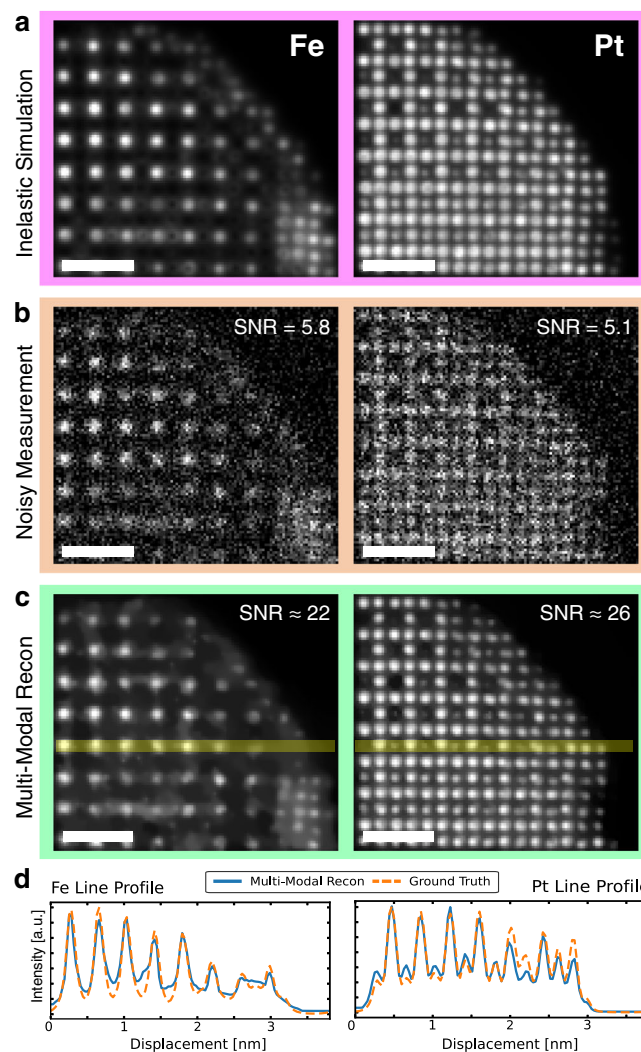 a
Fe
Pt
Inelastic Simulation
b
SNR = 5.8
SNR = 5.1
Noisy Measurement
c
SNR ≈ 22
SNR ≈ 26
Multi-Modal Recon
d
Fe Line Profile
Multi-Modal Recon
Ground Truth
Pt Line Profile
Intensity [a.u.]
0 1 2 3
0 1 2 3
Displacement [nm]
Displacement [nm]